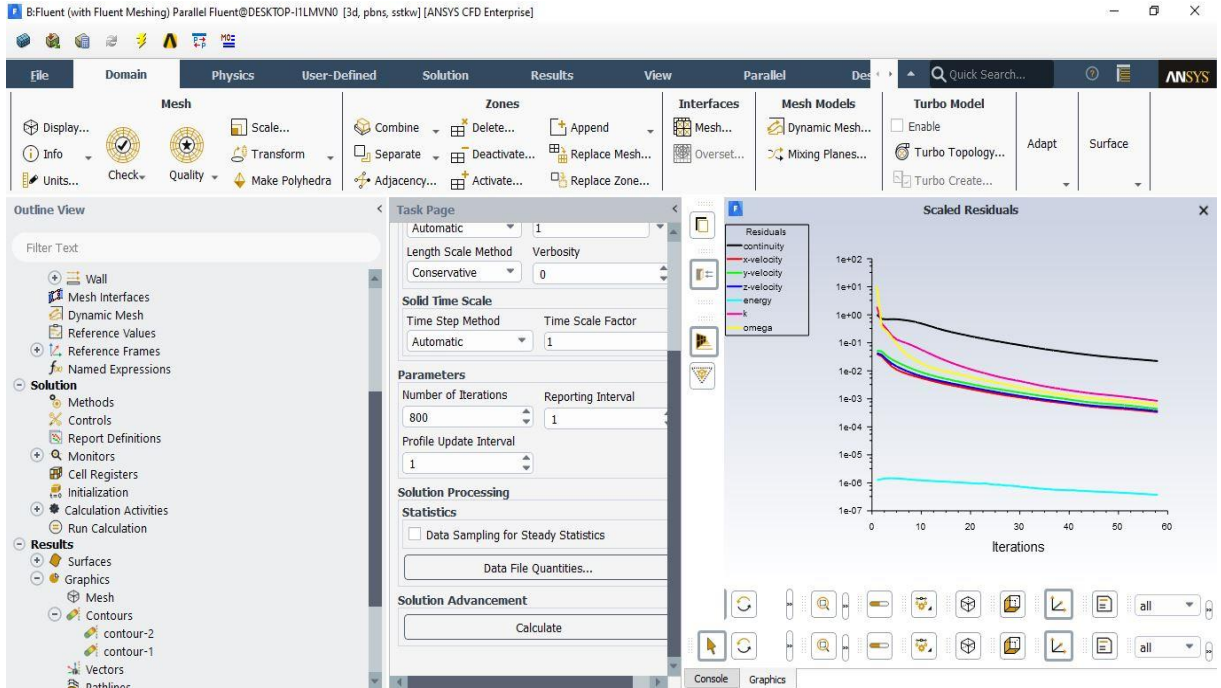 B:Fluent (with Fluent Meshing) Parallel Fluent@DESKTOP-I1LMVN0 [3d, pbns, sstkw] [ANSYS CFD Enterprise]
File Domain Physics User-Defined Solution Results View Parallel Des Quick Search... ANSYS
Mesh Zones Interfaces Mesh Models Turbo Model
Display... Scale... Combine Delete... Append Mesh... Dynamic Mesh... Enable
Info Transform Separate Deactivate... Replace Mesh... Overset... Mixing Planes... Turbo Topology... Adapt Surface
Units... Check Quality Make Polyhedra Adjacency... Activate... Replace Zone... Turbo Create...
Outline View
Filter Text
Wall
Mesh Interfaces
Dynamic Mesh
Reference Values
Reference Frames
Named Expressions
Solution
Methods
Controls
Report Definitions
Monitors
Cell Registers
Initialization
Calculation Activities
Run Calculation
Results
Surfaces
Graphics
Mesh
Contours
contour-2
contour-1
Vectors
Pathlines
Task Page
Automatic 1
Length Scale Method Verbosity
Conservative 0
Solid Time Scale
Time Step Method Time Scale Factor
Automatic 1
Parameters
Number of Iterations Reporting Interval
800 1
Profile Update Interval
1
Solution Processing
Statistics
Data Sampling for Steady Statistics
Data File Quantities...
Solution Advancement
Calculate
Scaled Residuals
Residuals
continuity
x-velocity
y-velocity
z-velocity
energy
k
omega
1e+02
1e+01
1e+00
1e-01
1e-02
1e-03
1e-04
1e-05
1e-06
1e-07
0 10 20 30 40 50 60
Iterations
all
all
Console Graphics